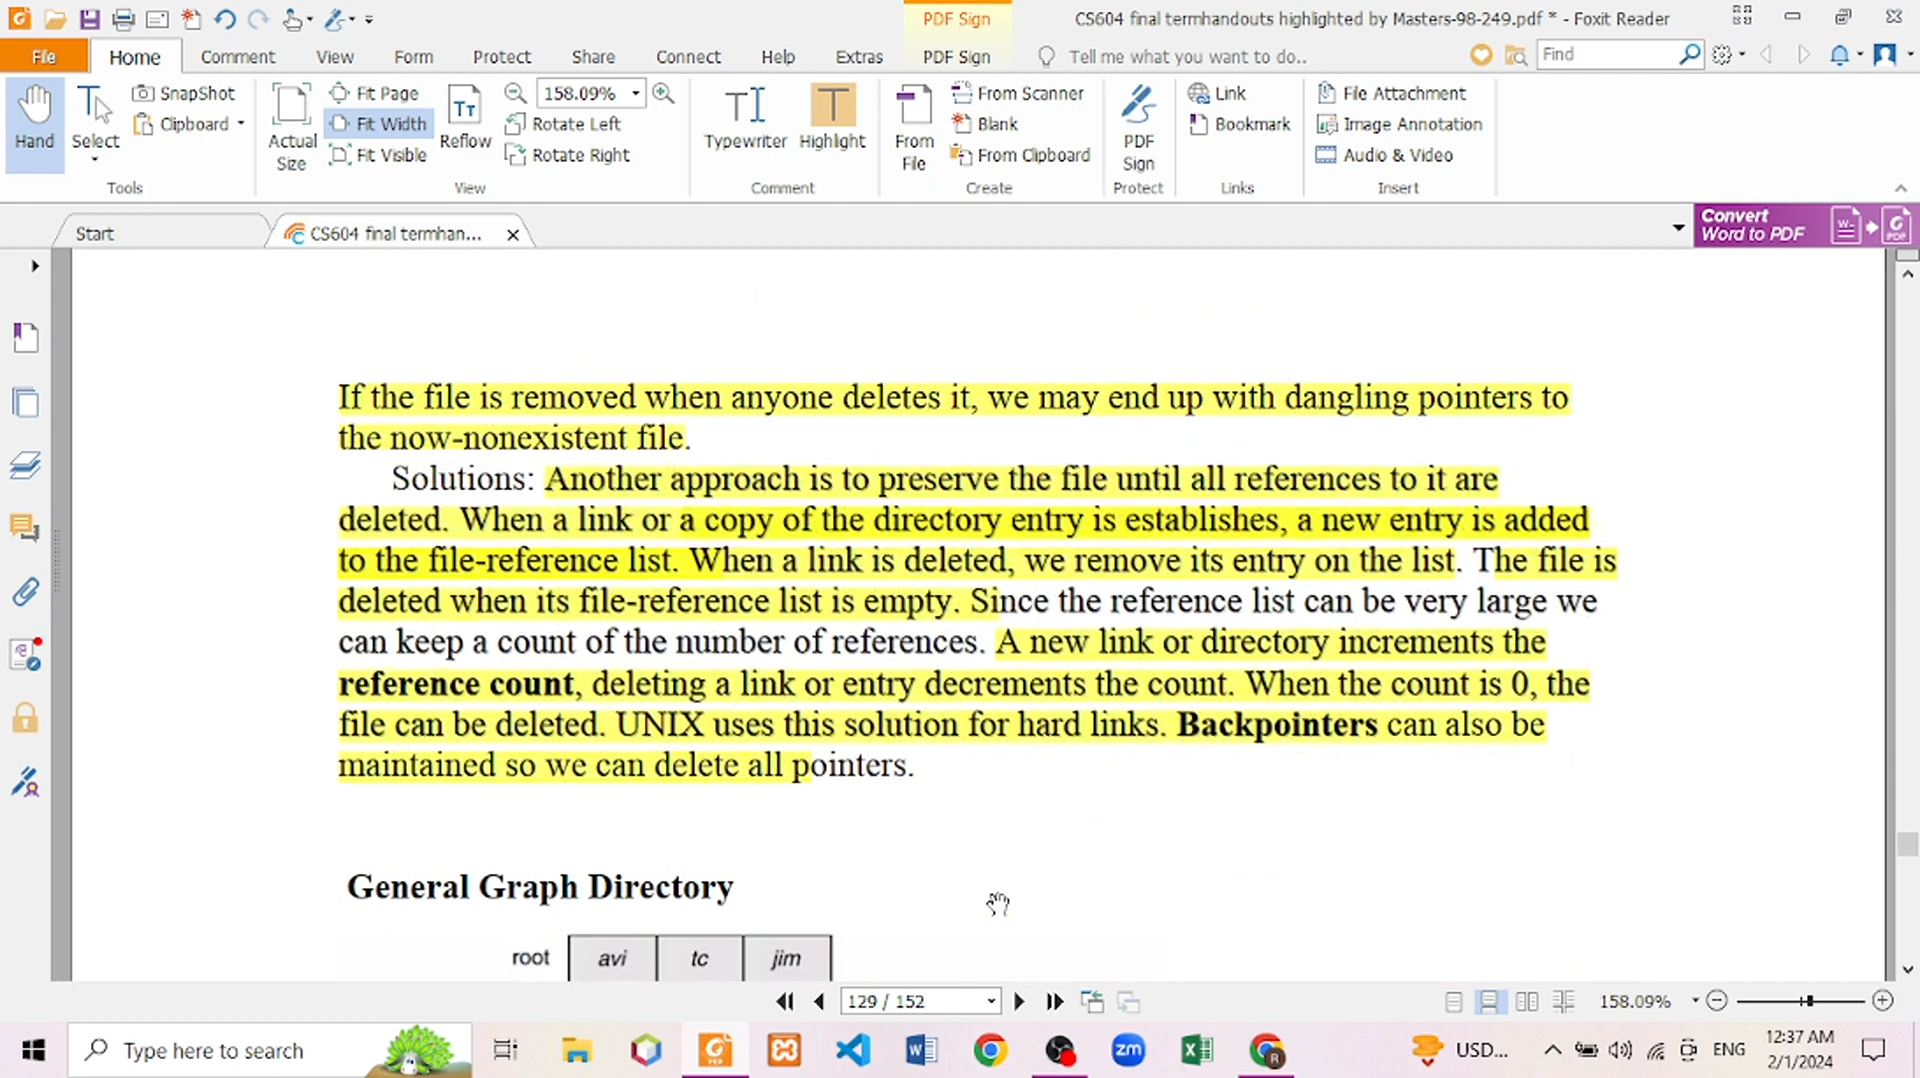 PDF Sign
CS604 final termhandouts highlighted by Masters-98-249.pdf * - Foxit Reader
File
Home
Comment
View
Form
Protect
Share
Connect
Help
Extras
PDF Sign
Tell me what you want to do..
Find
Hand
Select
SnapShot
Clipboard
Tools
Actual
Size
Fit Page
Fit Width
Fit Visible
Reflow
158.09%
Rotate Left
Rotate Right
View
Typewriter
Highlight
Comment
From
File
From Scanner
Blank
From Clipboard
Create
PDF
Sign
Protect
Link
Bookmark
Links
File Attachment
Image Annotation
Audio & Video
Insert
Start
CS604 final termhan...
Convert
Word to PDF
If the file is removed when anyone deletes it, we may end up with dangling pointers to
the now-nonexistent file.
Solutions: Another approach is to preserve the file until all references to it are
deleted. When a link or a copy of the directory entry is establishes, a new entry is added
to the file-reference list. When a link is deleted, we remove its entry on the list. The file is
deleted when its file-reference list is empty. Since the reference list can be very large we
can keep a count of the number of references. A new link or directory increments the
reference count, deleting a link or entry decrements the count. When the count is 0, the
file can be deleted. UNIX uses this solution for hard links. Backpointers can also be
maintained so we can delete all pointers.
General Graph Directory
root avi tc jim
129 / 152
158.09%
Type here to search
zm
R
USD...
ENG
12:37 AM
2/1/2024